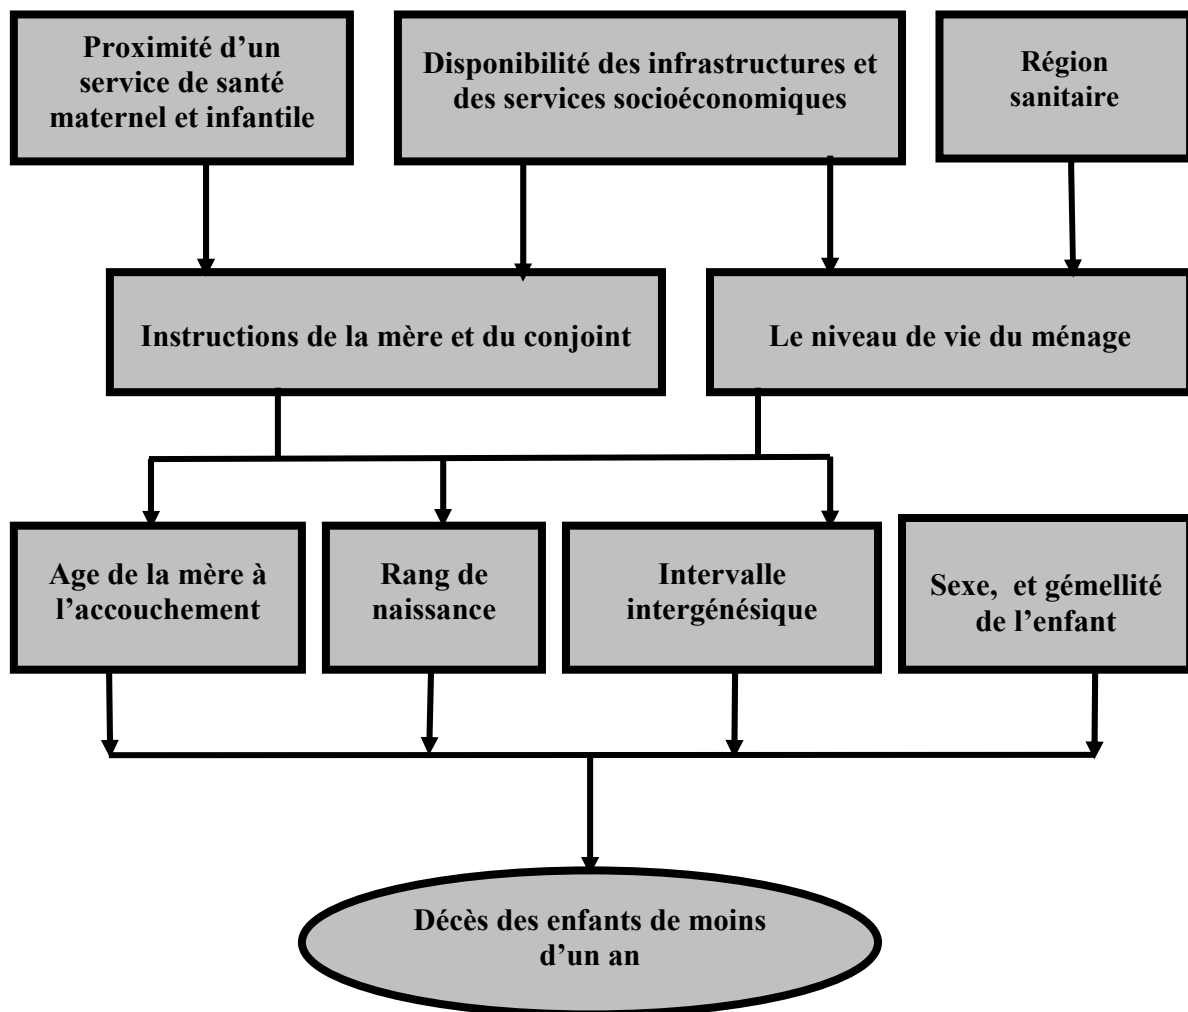 Proximité d’un
service de santé
maternel et infantile
Disponibilité des infrastructures et
des services socioéconomiques
Région
sanitaire
Instructions de la mère et du conjoint
Le niveau de vie du ménage
Age de la mère à
l’accouchement
Rang de
naissance
Intervalle
intergénésique
Sexe, et gémellité
de l’enfant
Décès des enfants de moins
d’un an